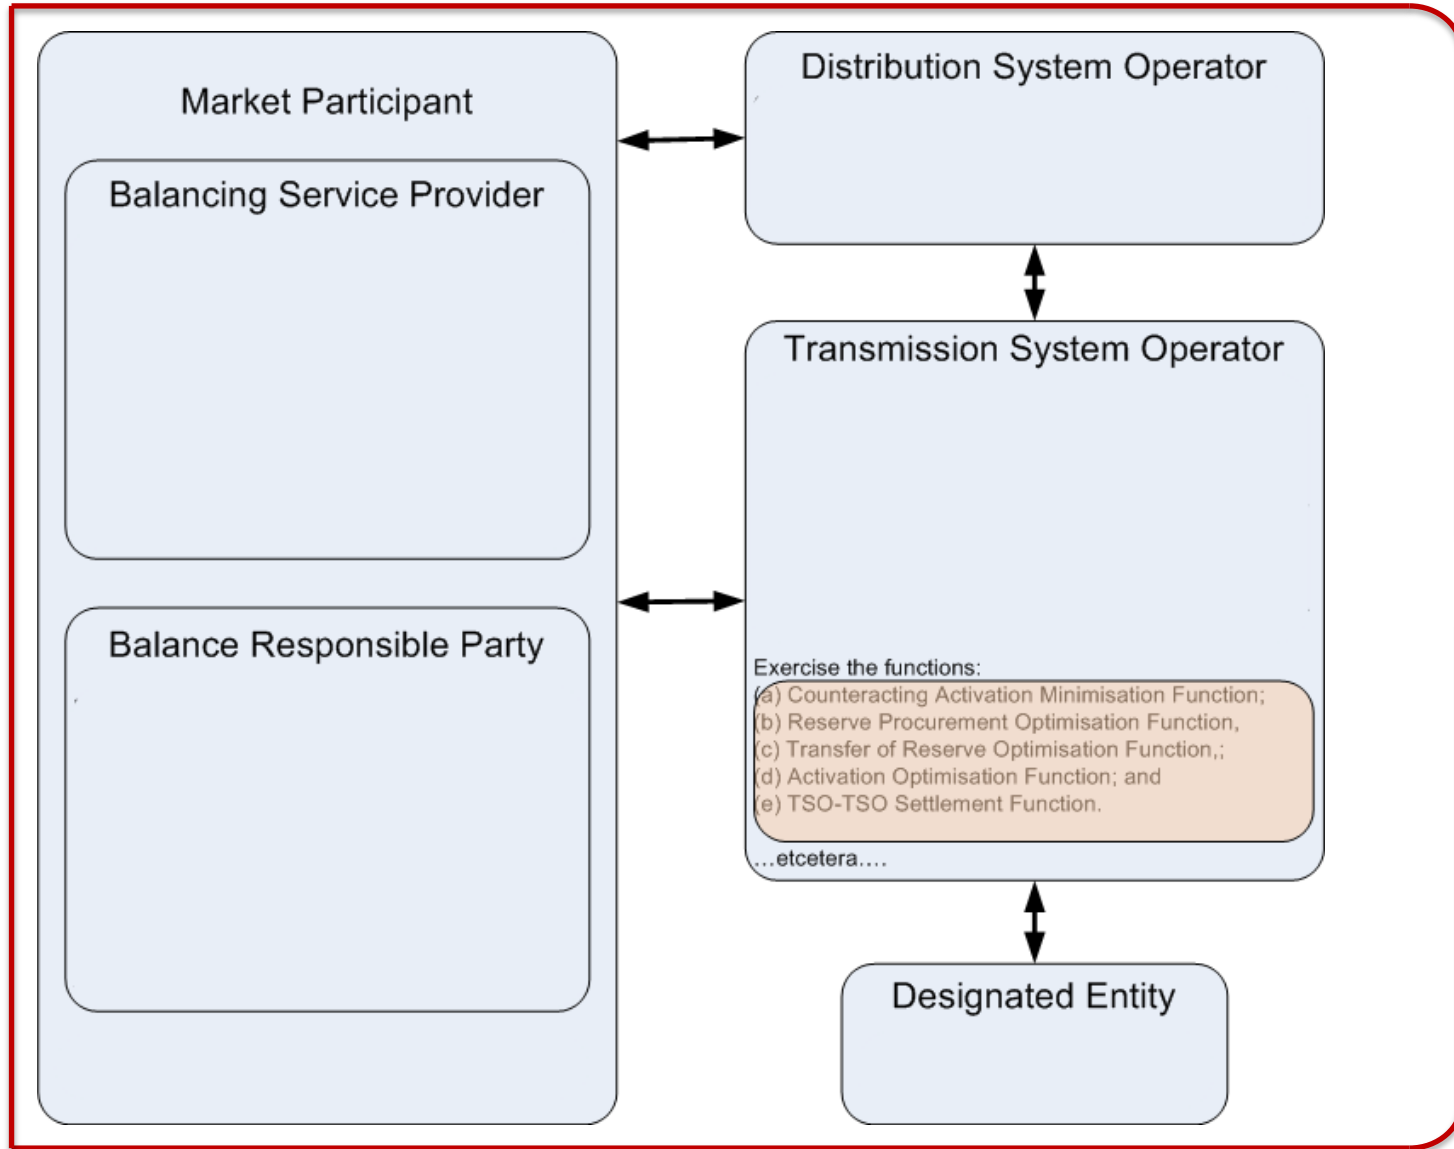 Market Participant
Balancing Service Provider
Balance Responsible Party
Distribution System Operator
Transmission System Operator
Exercise the functions:
(a) Counteracting Activation Minimisation Function;
(b) Reserve Procurement Optimisation Function,
(c) Transfer of Reserve Optimisation Function,;
(d) Activation Optimisation Function; and
(e) TSO-TSO Settlement Function.
...etcetera....
Designated Entity